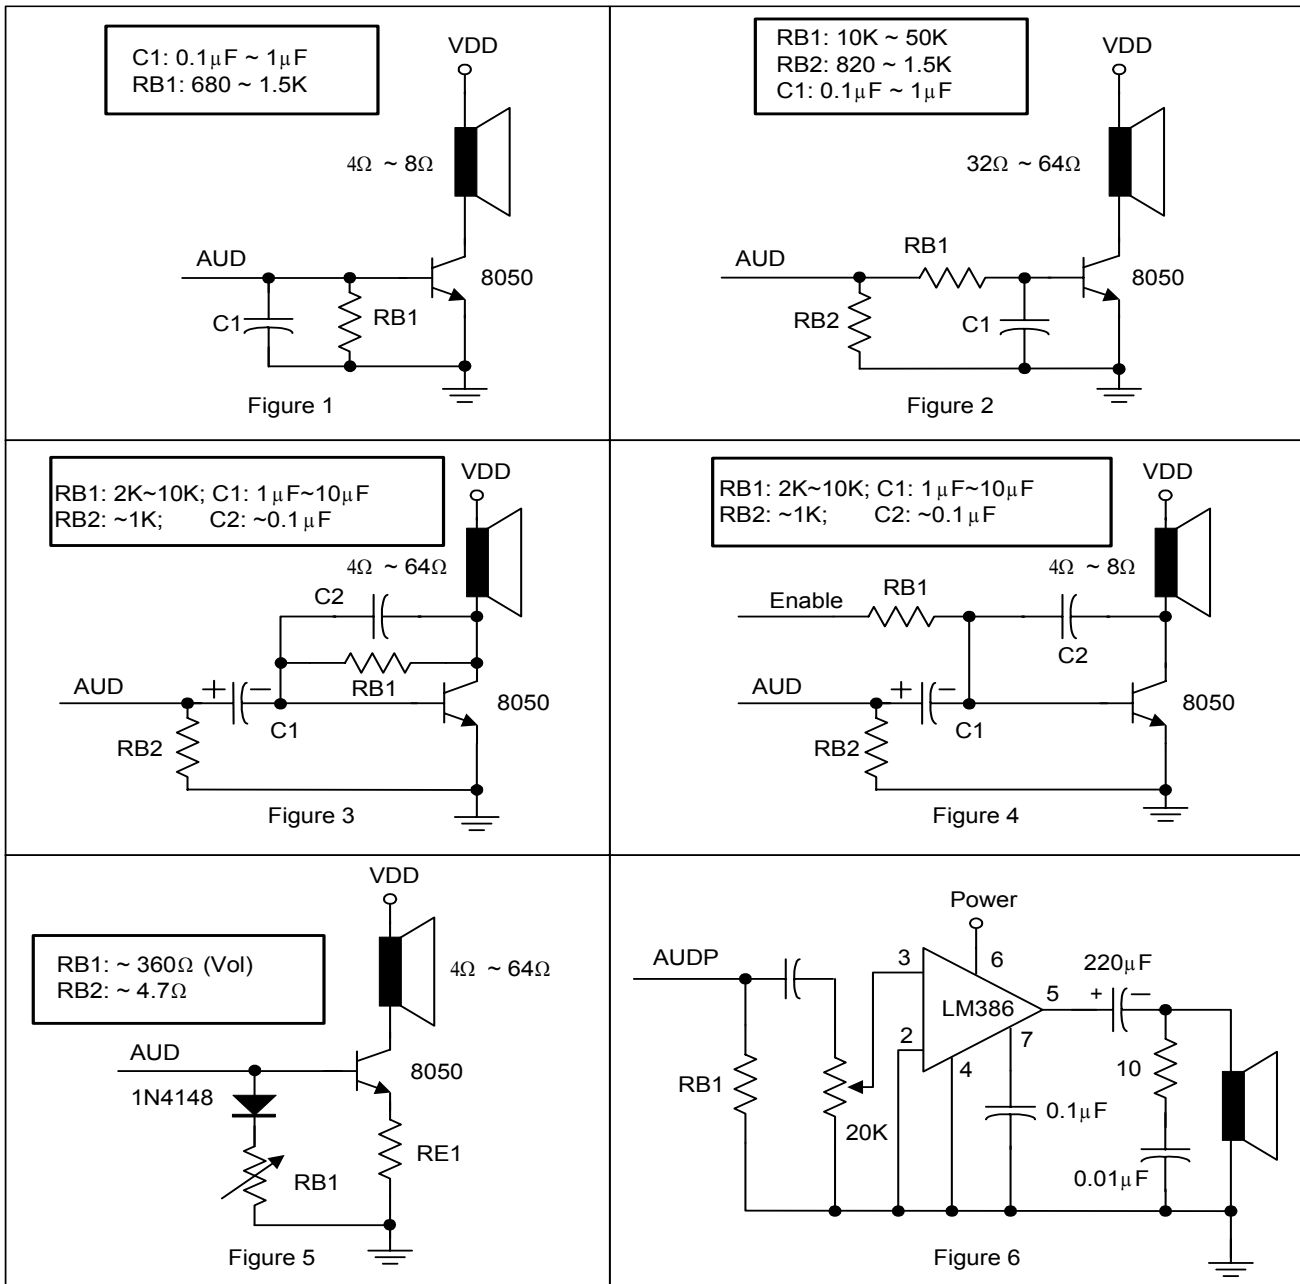 C1: 0.1μF ~ 1μF
RB1: 680 ~ 1.5K
VDD
4Ω ~ 8Ω
AUD
8050
C1
RB1
Figure 1
RB1: 10K ~ 50K
RB2: 820 ~ 1.5K
C1: 0.1μF ~ 1μF
VDD
32Ω ~ 64Ω
RB1
AUD
8050
RB2
C1
Figure 2
RB1: 2K~10K; C1: 1μF~10μF
RB2: ~1K; C2: ~0.1μF
VDD
4Ω ~ 64Ω
C2
RB1
AUD
+ −
8050
C1
RB2
Figure 3
RB1: 2K~10K; C1: 1μF~10μF
RB2: ~1K; C2: ~0.1μF
VDD
4Ω ~ 8Ω
RB1
Enable
C2
AUD
+ −
8050
C1
RB2
Figure 4
VDD
RB1: ~ 360Ω (Vol)
RB2: ~ 4.7Ω
4Ω ~ 64Ω
AUD
8050
1N4148
RE1
RB1
Figure 5
Power
AUDP
3
6
220μF
LM386
5
+ −
2
7
4
10
RB1
0.1μF
20K
0.01μF
Figure 6